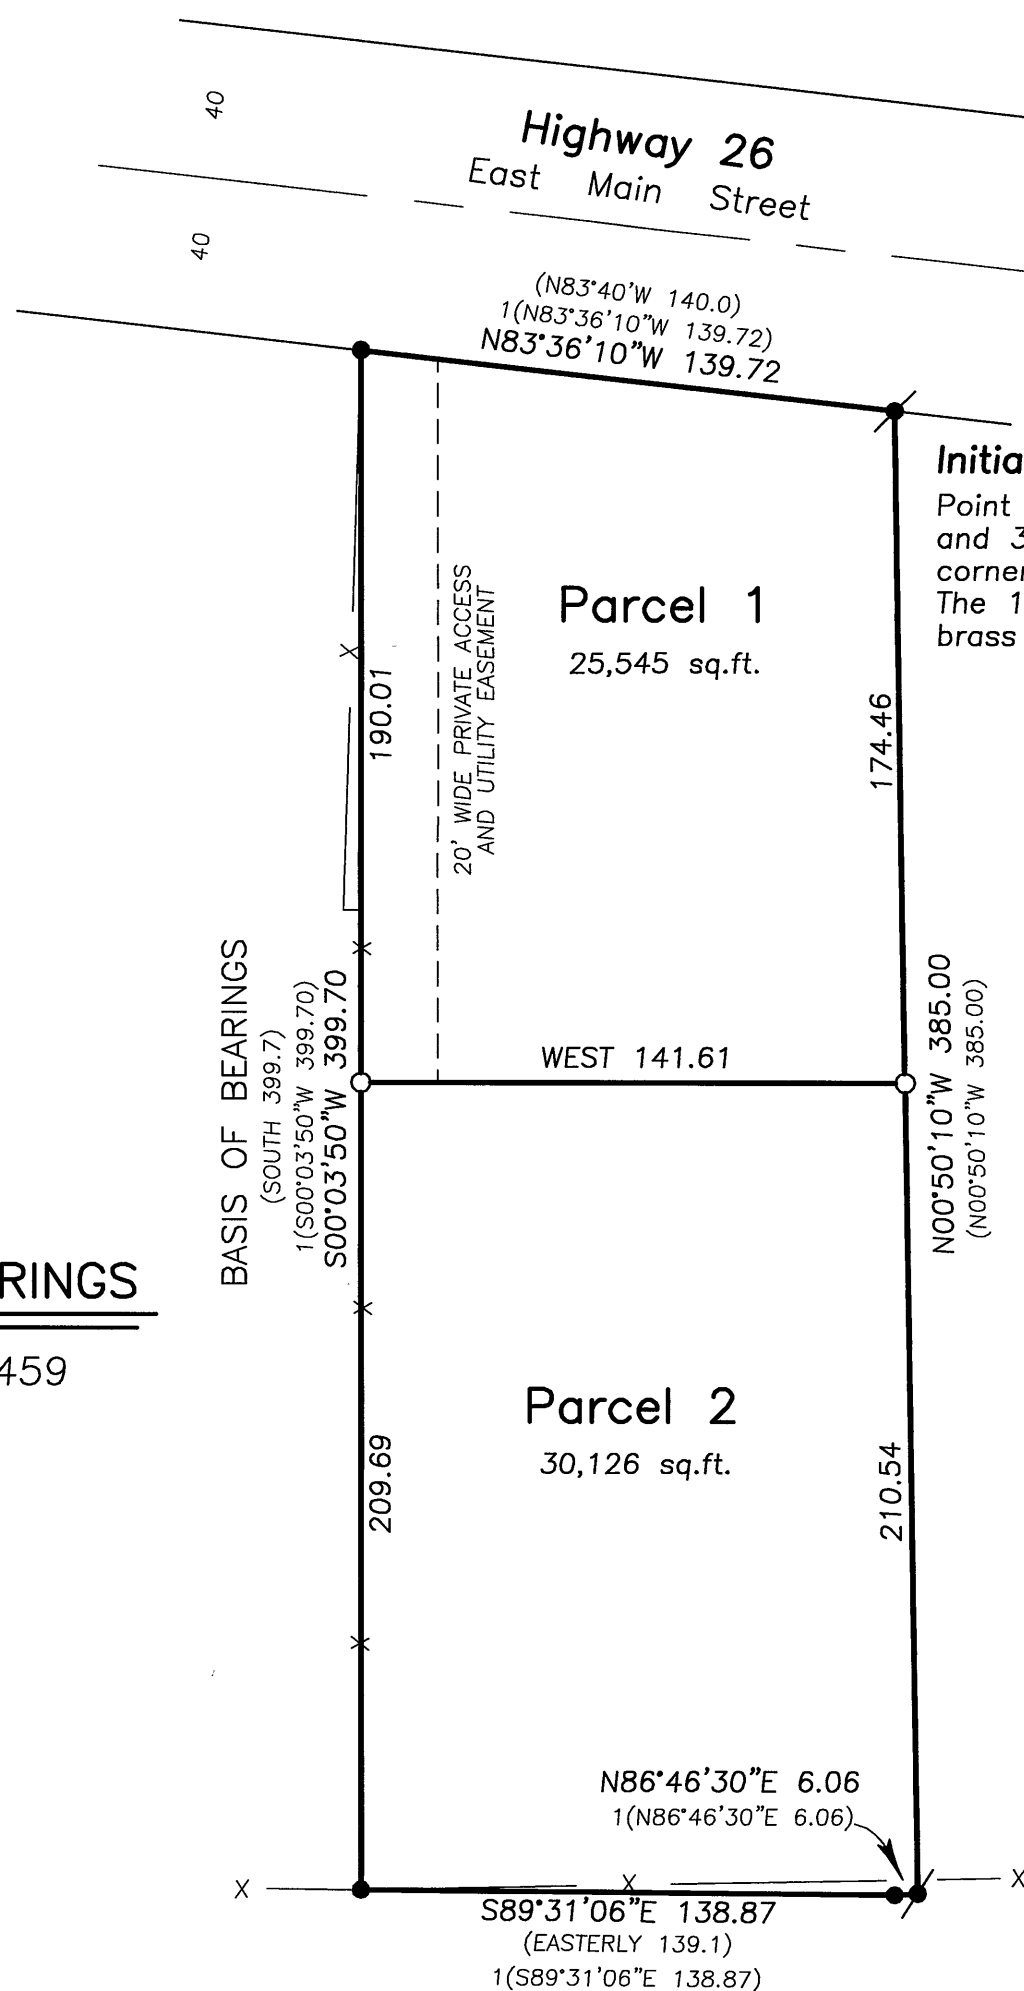 40
Highway 26
East Main Street
40
(N83°40'W 140.0)
1(N83°36'10"W 139.72)
N83°36'10"W 139.72
Initia
Point
and 3
corner
The 1
brass
Parcel 1
25,545 sq.ft.
20' WIDE PRIVATE ACCESS
AND UTILITY EASEMENT
190.01
174.46
X
X
BASIS OF BEARINGS
(SOUTH 399.7)
1(S00°03'50"W 399.70)
S00°03'50"W 399.70
WEST 141.61
N00°50'10"W 385.00
(N00°50'10"W 385.00)
RINGS
459
X
Parcel 2
30,126 sq.ft.
209.69
210.54
X
N86°46'30"E 6.06
1(N86°46'30"E 6.06)
X
X
X
S89°31'06"E 138.87
(EASTERLY 139.1)
1(S89°31'06"E 138.87)